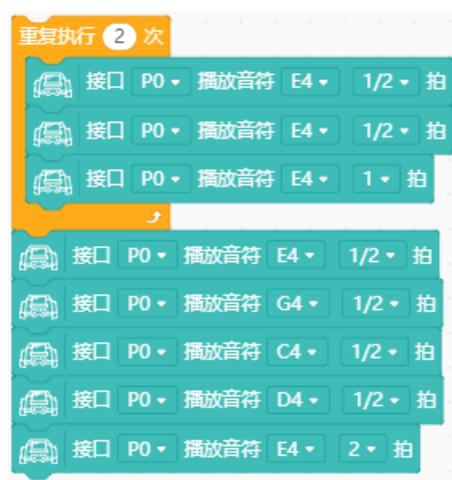 重复执行 2 次
接口 P0 播放音符 E4 1/2 拍
接口 P0 播放音符 E4 1/2 拍
接口 P0 播放音符 E4 1 拍
接口 P0 播放音符 E4 1/2 拍
接口 P0 播放音符 G4 1/2 拍
接口 P0 播放音符 C4 1/2 拍
接口 P0 播放音符 D4 1/2 拍
接口 P0 播放音符 E4 2 拍